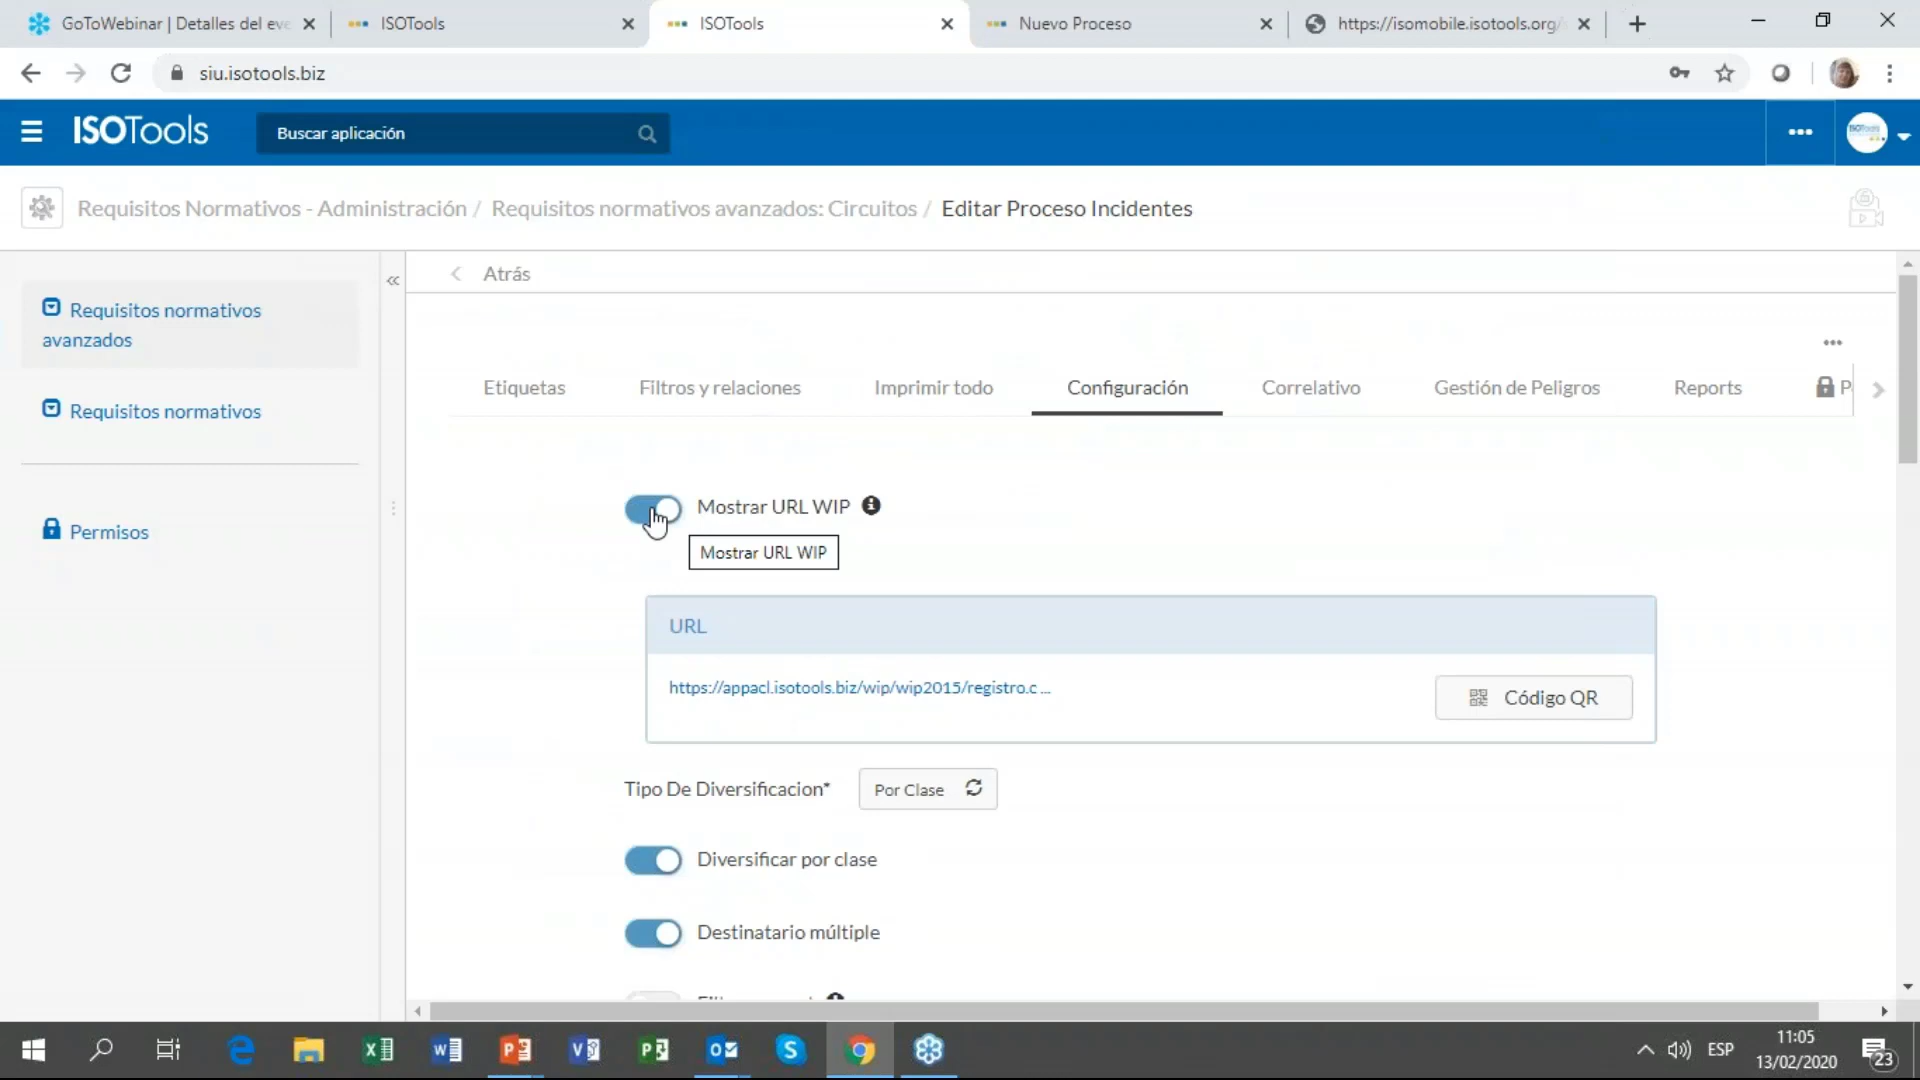 GoToWebinar | Detalles del eve
ISOTools
ISOTools
Nuevo Proceso
https://isomobile.isotools.org/
siu.isotools.biz
ISOTools
Buscar aplicación
Requisitos Normativos - Administración / Requisitos normativos avanzados: Circuitos / Editar Proceso Incidentes
Requisitos normativos
avanzados
Requisitos normativos
Permisos
Atrás
Etiquetas
Filtros y relaciones
Imprimir todo
Configuración
Correlativo
Gestión de Peligros
Reports
P
Mostrar URL WIP
Mostrar URL WIP
URL
https://appacl.isotools.biz/wip/wip2015/registro.c ...
Código QR
Tipo De Diversificacion*
Por Clase
Diversificar por clase
Destinatario múltiple
ESP
11:05
13/02/2020
23